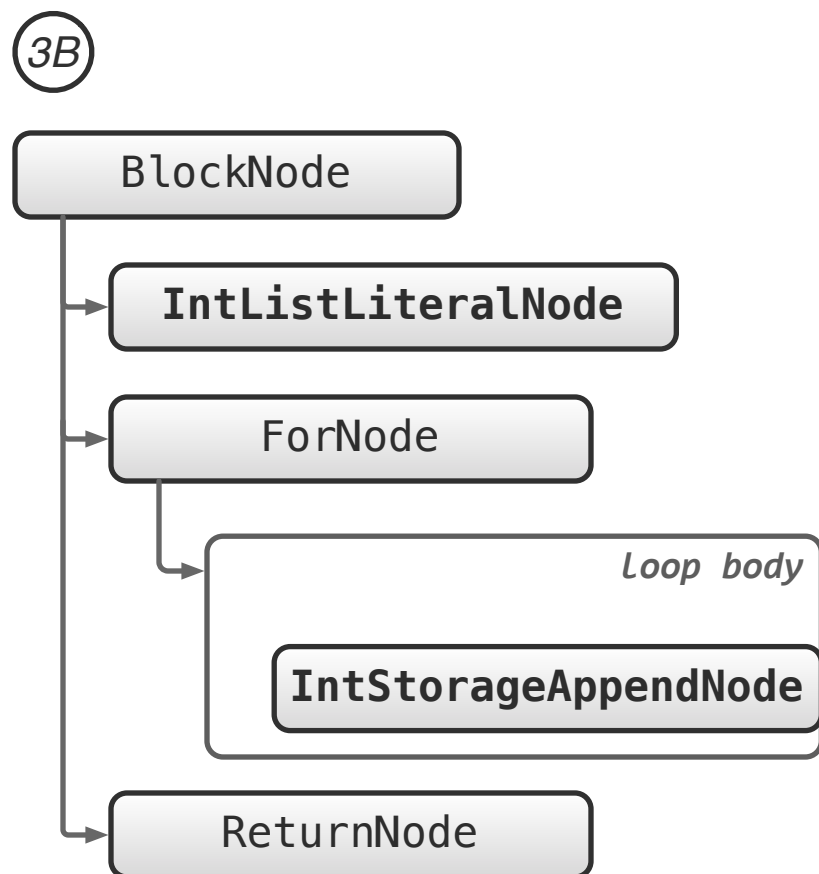 3B
BlockNode
IntListLiteralNode
ForNode
loop body
IntStorageAppendNode
ReturnNode